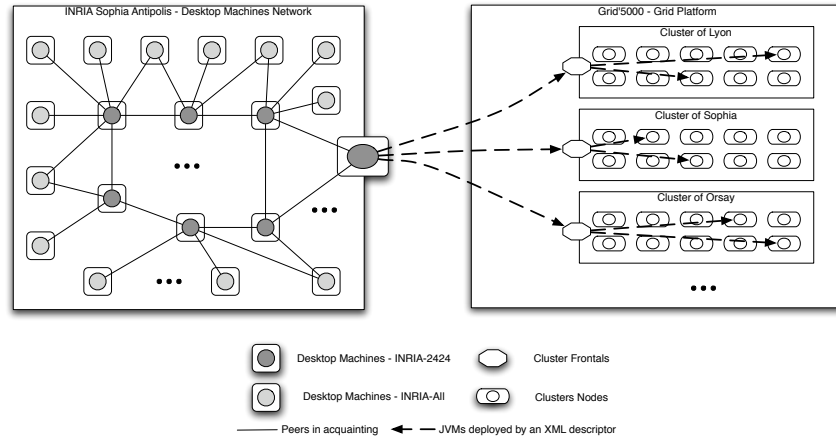 INRIA Sophia Antipolis - Desktop Machines Network
Grid'5000 - Grid Platform
Cluster of Lyon
Cluster of Sophia
Cluster of Orsay
Desktop Machines - INRIA-2424
Cluster Frontals
Desktop Machines - INRIA-All
Clusters Nodes
Peers in acquainting
JVMs deployed by an XML descriptor